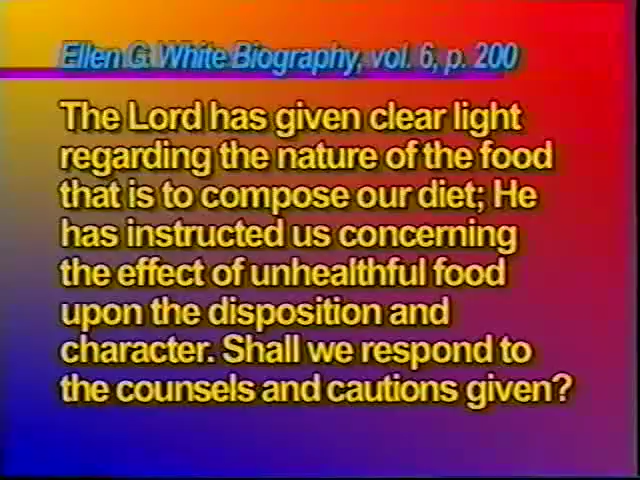 Ellen G. White Biography, vol. 6, p. 200
The Lord has given clear light
regarding the nature of the food
that is to compose our diet; He
has instructed us concerning
the effect of unhealthful food
upon the disposition and
character. Shall we respond to
the counsels and cautions given?